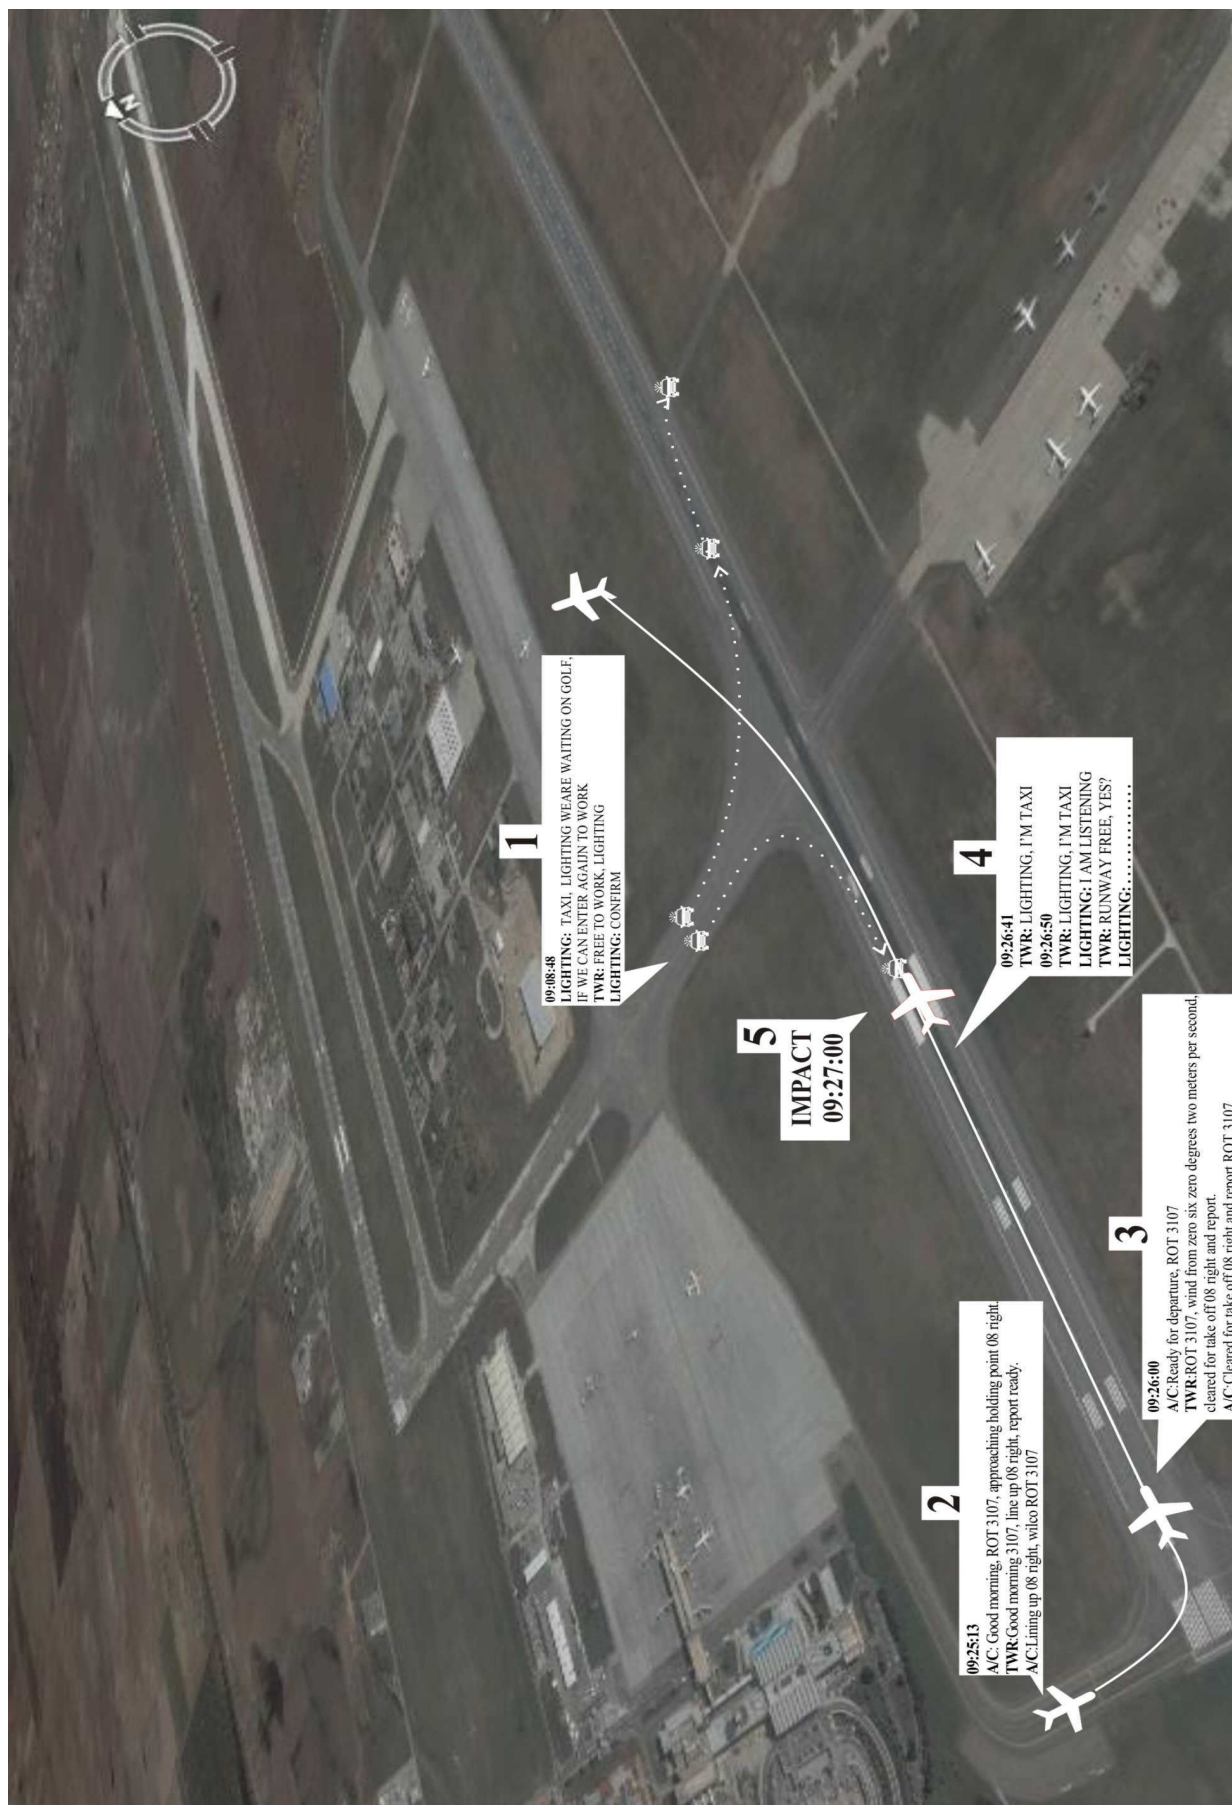 N
1
09:08:48
LIGHTING: TAXI, LIGHTING WEARE WAITING ON GOLF,
IF WE CAN ENTER AGAIJN TO WORK
TWR: FREE TO WORK, LIGHTING
LIGHTING: CONFIRM
2
09:25:13
A/C: Good morning, ROT 3107, approaching holding point 08 right.
TWR:Good morning 3107, line up 08 right, report ready.
A/C:Lining up 08 right, wilco ROT 3107
3
09:26:00
A/C:Ready for departure, ROT 3107
TWR:ROT 3107, wind from zero six zero degrees two meters per second,
cleared for take off 08 right and report.
A/C:Cleared for take off 08 right and report ROT 3107
4
09:26:41
TWR: LIGHTING, I'M TAXI
09:26:50
TWR: LIGHTING, I'M TAXI
LIGHTING: I AM LISTENING
TWR: RUNWAY FREE, YES?
LIGHTING:...................
5
IMPACT
09:27:00